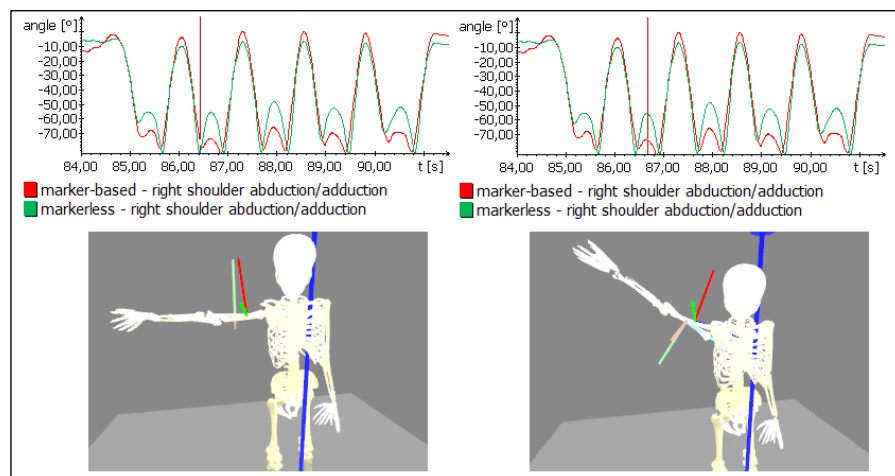 angle [°]
-10,00
-20,00
-30,00
-40,00
-50,00
-60,00
-70,00
84,00 85,00 86,00 87,00 88,00 89,00 90,00 t [s]
marker-based - right shoulder abduction/adduction
markerless - right shoulder abduction/adduction
angle [°]
-10,00
-20,00
-30,00
-40,00
-50,00
-60,00
-70,00
84,00 85,00 86,00 87,00 88,00 89,00 90,00 t [s]
marker-based - right shoulder abduction/adduction
markerless - right shoulder abduction/adduction